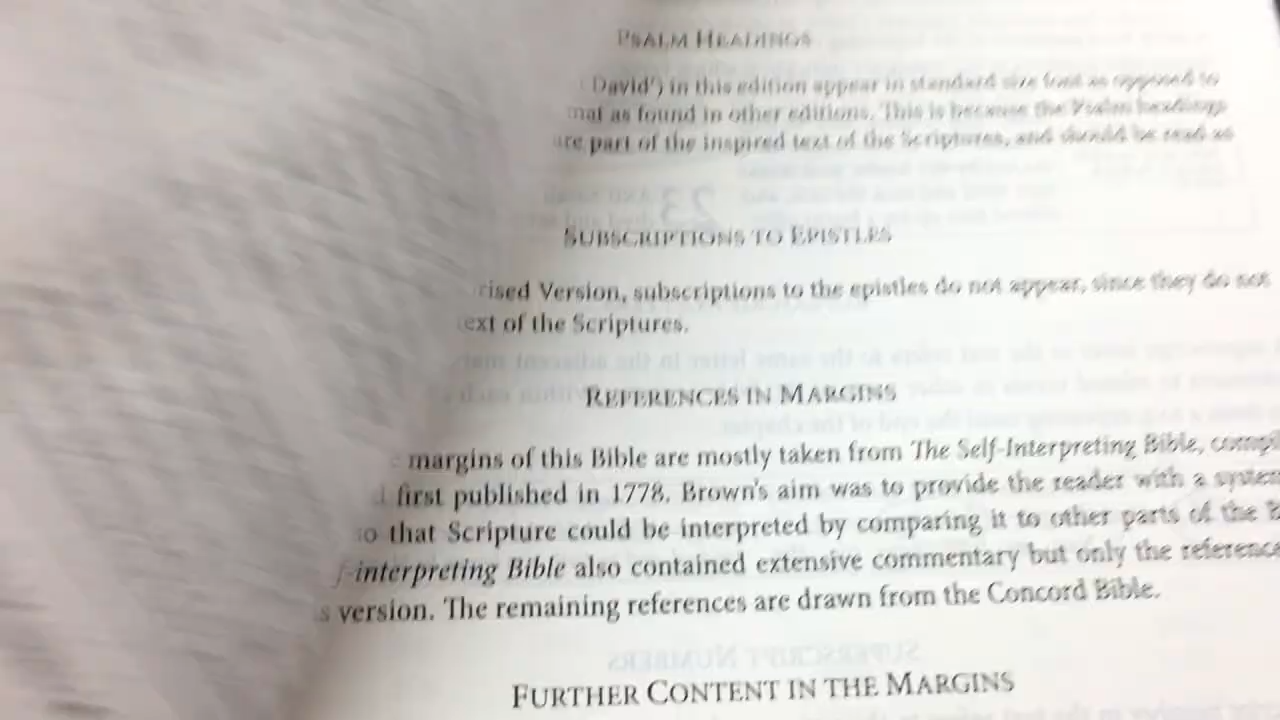 PSALM HEADINGS
David') in this edition appear in standard size font as opposed to
mat as found in other editions. This is because the Psalm headings
are part of the inspired text of the Scriptures, and should be read as
23
SUBSCRIPTIONS TO EPISTLES
rised Version, subscriptions to the epistles do not appear, since they do not
ext of the Scriptures.
REFERENCES IN MARGINS
margins of this Bible are mostly taken from The Self-Interpreting Bible, compi
d first published in 1778. Brown's aim was to provide the reader with a system
so that Scripture could be interpreted by comparing it to other parts of the B
f-interpreting Bible also contained extensive commentary but only the reference
s version. The remaining references are drawn from the Concord Bible.
SUPERSCRIPT NUMBERS
FURTHER CONTENT IN THE MARGINS